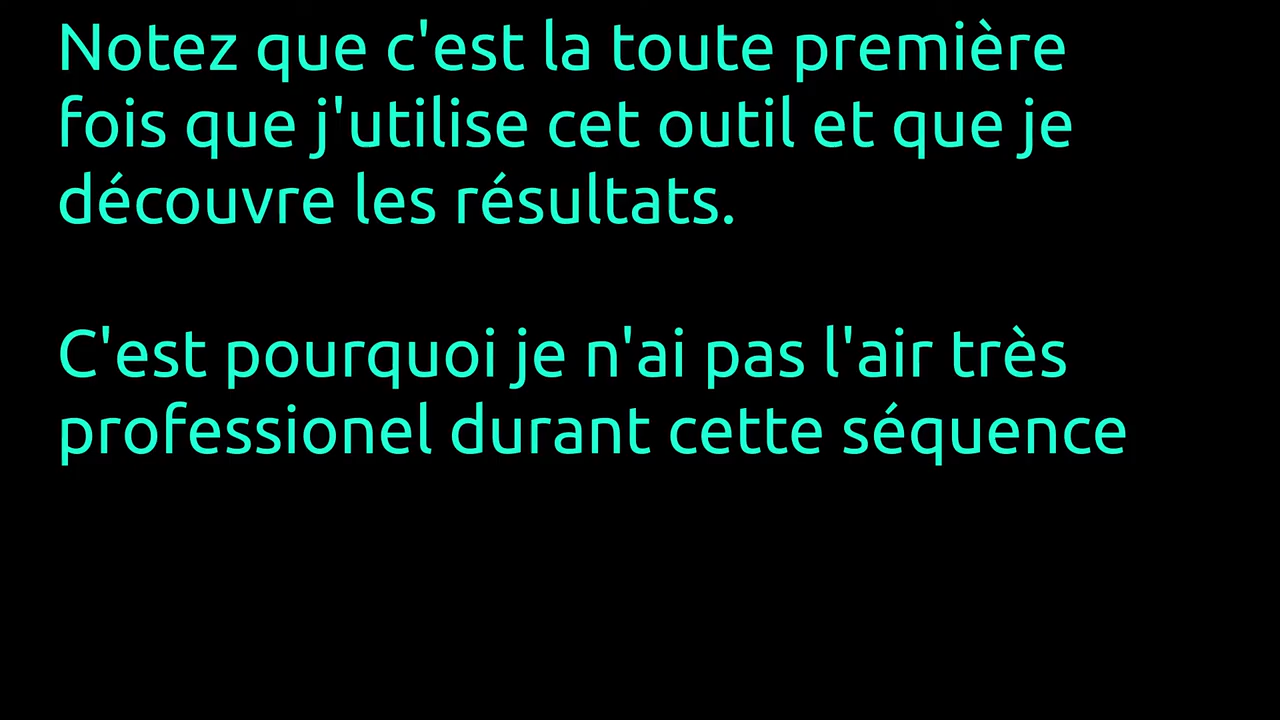 Notez que c'est la toute première
fois que j'utilise cet outil et que je
découvre les résultats.
C'est pourquoi je n'ai pas l'air très
professionel durant cette séquence